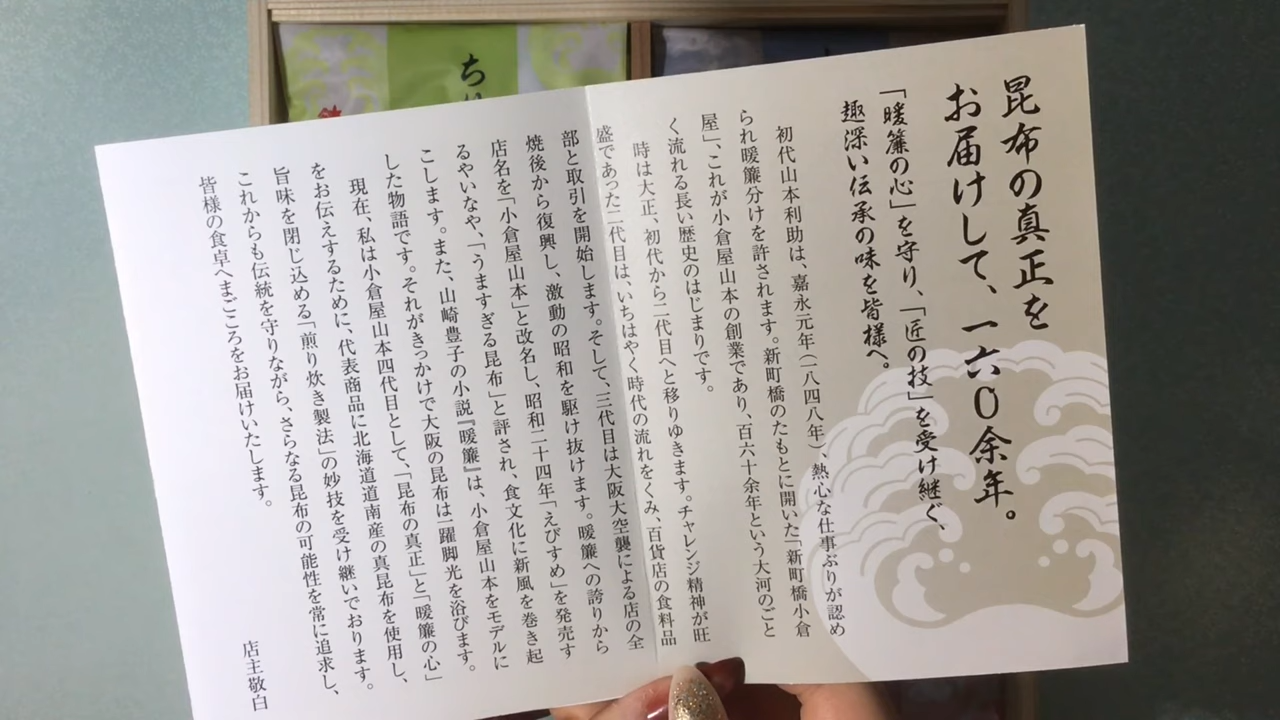 昆布の真正を
お届けして、一六〇余年。
「暖簾の心」を守り、「匠の技」を受け継ぐ、
趣深い伝承の味を皆様へ。
初代山本利助は、嘉永元年（一八四八年）、熱心な仕事ぶりが認め
られ暖簾分けを許されます。新町橋のたもとに開いた「新町橋小倉
屋」、これが小倉屋山本の創業であり、百六十余年という大河のごと
く流れる長い歴史のはじまりです。
時は大正、初代から二代目へと移りゆきます。チャレンジ精神が旺
盛であった二代目は、いちはやく時代の流れをくみ、百貨店の食料品
部と取引を開始します。そして、三代目は大阪大空襲による店の全
焼後から復興し、激動の昭和を駆け抜けます。暖簾への誇りから
店名を「小倉屋山本」と改名し、昭和二十四年「えびすめ」を発売す
るやいなや、「うますぎる昆布」と評され、食文化に新風を巻き起
こします。また、山崎豊子の小説『暖簾』は、小倉屋山本をモデルに
した物語です。それがきっかけで大阪の昆布は一躍脚光を浴びます。
現在、私は小倉屋山本四代目として、「昆布の真正」と「暖簾の心」
をお伝えするために、代表商品に北海道道南産の真昆布を使用し、
旨味を閉じ込める「煎り炊き製法」の妙技を受け継いでおります。
これからも伝統を守りながら、さらなる昆布の可能性を常に追求し、
皆様の食卓へまごころをお届けいたします。
店主敬白